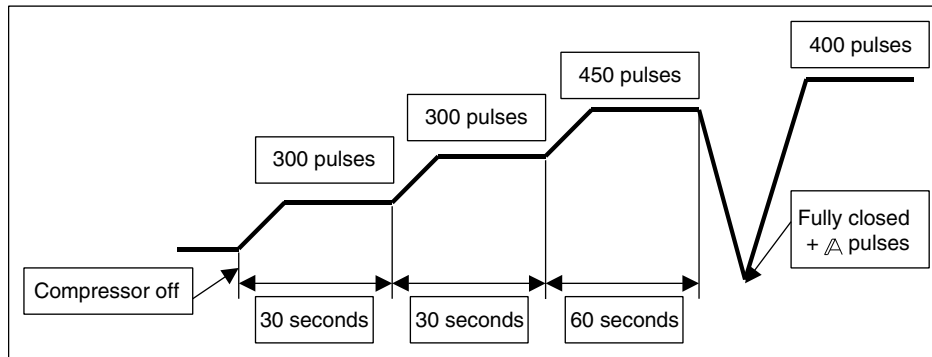 400 pulses
450 pulses
300 pulses
300 pulses
Fully closed
+ 𝔸 pulses
Compressor off
30 seconds
30 seconds
60 seconds